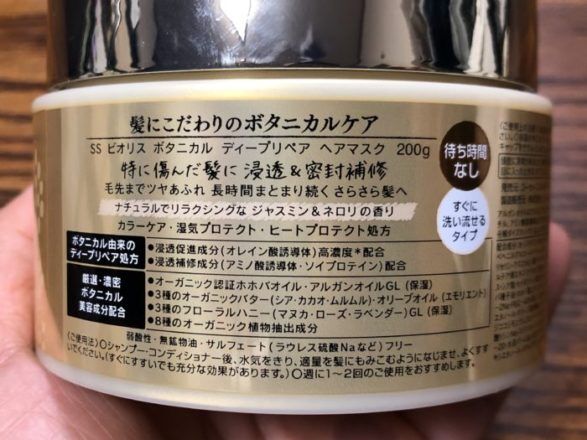 髪にこだわりのボタニカルケア
SS ビオリス ボタニカル ディープリペア ヘアマスク 200g
特に傷んだ髪に 浸透&密封補修
毛先までツヤあふれ 長時間まとまり続くさらさら髪へ
ナチュラルでリラクシングな ジャスミン&ネロリの香り
カラーケア・湿気プロテクト・ヒートプロテクト処方
待ち時間
なし
すぐに
洗い流せる
タイプ
ボタニカル由来の
ディープリペア処方
●浸透促進成分(オレイン酸誘導体)高濃度*配合
●浸透補修成分(アミノ酸誘導体・ソイプロテイン)配合
厳選・濃密
ボタニカル
美容成分配合
●オーガニック認証ホホバオイル・アルガンオイルGL (保湿)
●3種のオーガニックバター(シア・カカオ・ムルムル)・オリーブオイル (エモリエント)
●3種のフローラルハニー(マヌカ・ローズ・ラベンダー)GL (保湿)
●8種のオーガニック植物抽出成分
弱酸性・無鉱物油・サルフェート(ラウレス硫酸Naなど)フリー
〈ご使用法〉〇シャンプー・コンディショナー後、水気をきり、適量を髪にもみこむようになじませ、よくすす
いでください。(すぐにすすいでも充分な効果があります。)〇週に1〜2回のご使用をおすすめします。